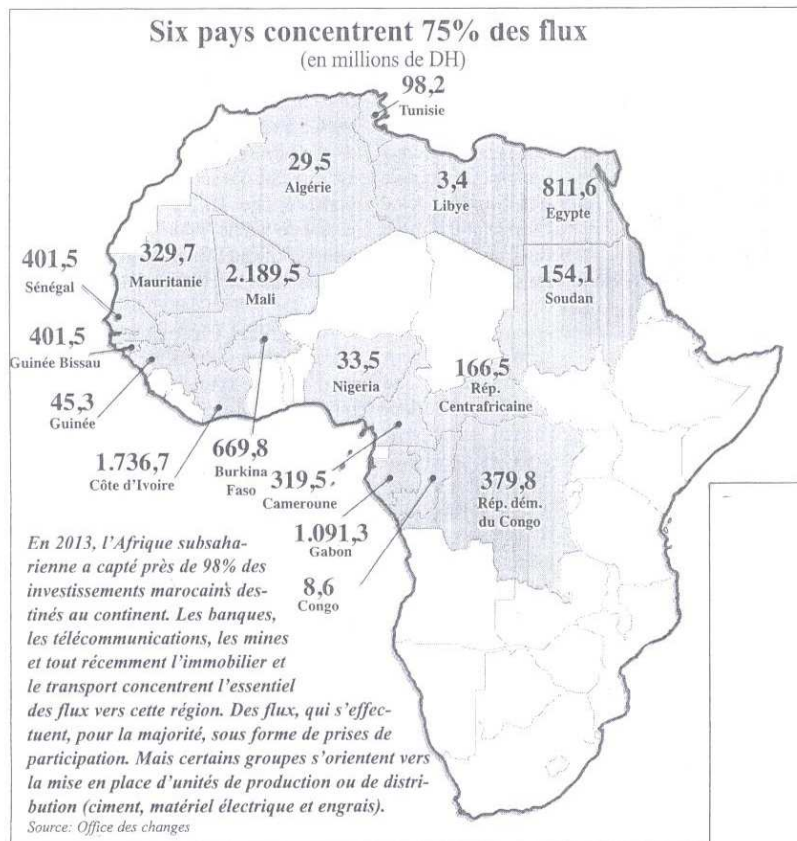 Six pays concentrent 75% des flux
(en millions de DH)
98,2
Tunisie
29,5
Algérie
3,4
Libye
811,6
Egypte
329,7
Mauritanie
2.189,5
Mali
154,1
Soudan
401,5
Sénégal
401,5
Guinée Bissau
45,3
Guinée
33,5
Nigeria
166,5
Rép.
Centrafricaine
1.736,7
Côte d'Ivoire
669,8
Burkina
Faso
319,5
Cameroune
379,8
Rép. dém.
du Congo
1.091,3
Gabon
8,6
Congo
En 2013, l'Afrique subsaha-
rienne a capté près de 98% des
investissements marocains des-
tinés au continent. Les banques,
les télécommunications, les mines
et tout récemment l'immobilier et
le transport concentrent l'essentiel
des flux vers cette région. Des flux, qui s'effec-
tuent, pour la majorité, sous forme de prises de
participation. Mais certains groupes s'orientent vers
la mise en place d'unités de production ou de distri-
bution (ciment, matériel électrique et engrais).
Source: Office des changes